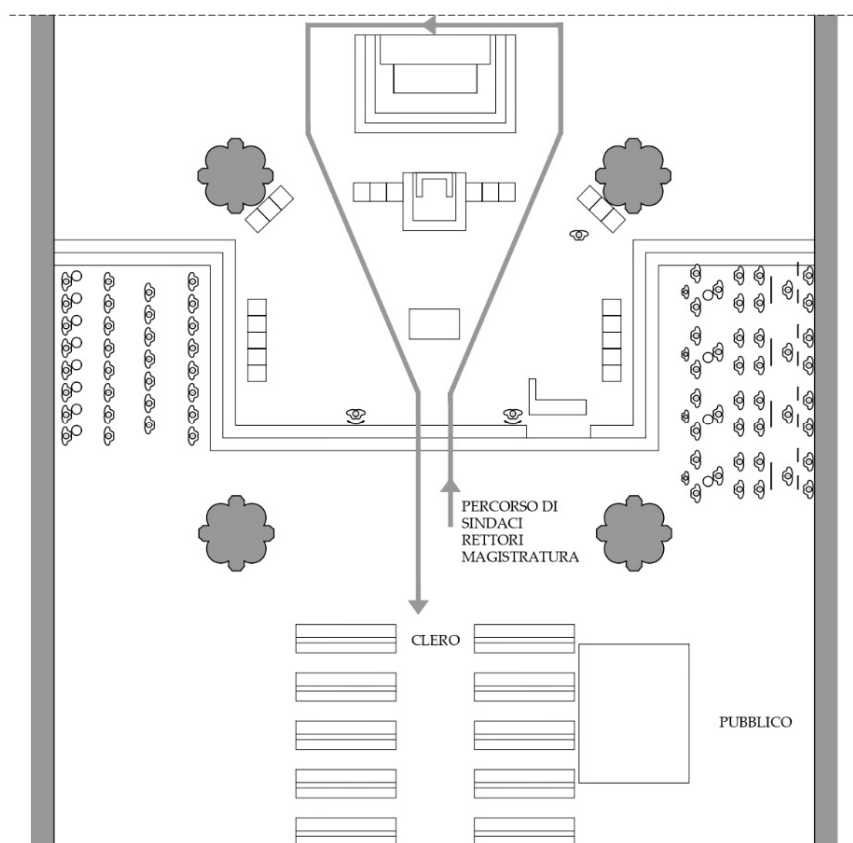 PERCORSO DI
SINDACI
RETTORI
MAGISTRATURA
CLERO
PUBBLICO